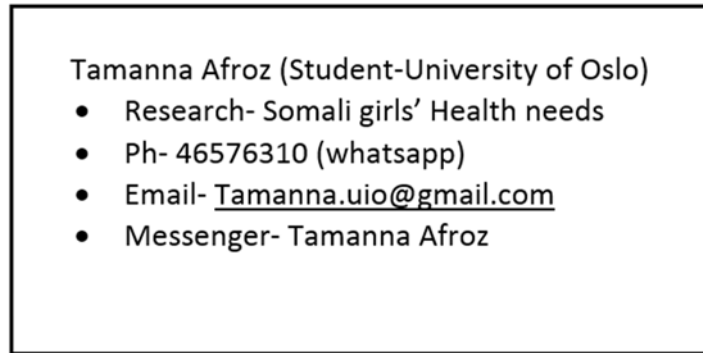 Tamanna Afroz (Student-University of Oslo)
• Research- Somali girls’ Health needs
• Ph- 46576310 (whatsapp)
• Email- Tamanna.uio@gmail.com
• Messenger- Tamanna Afroz